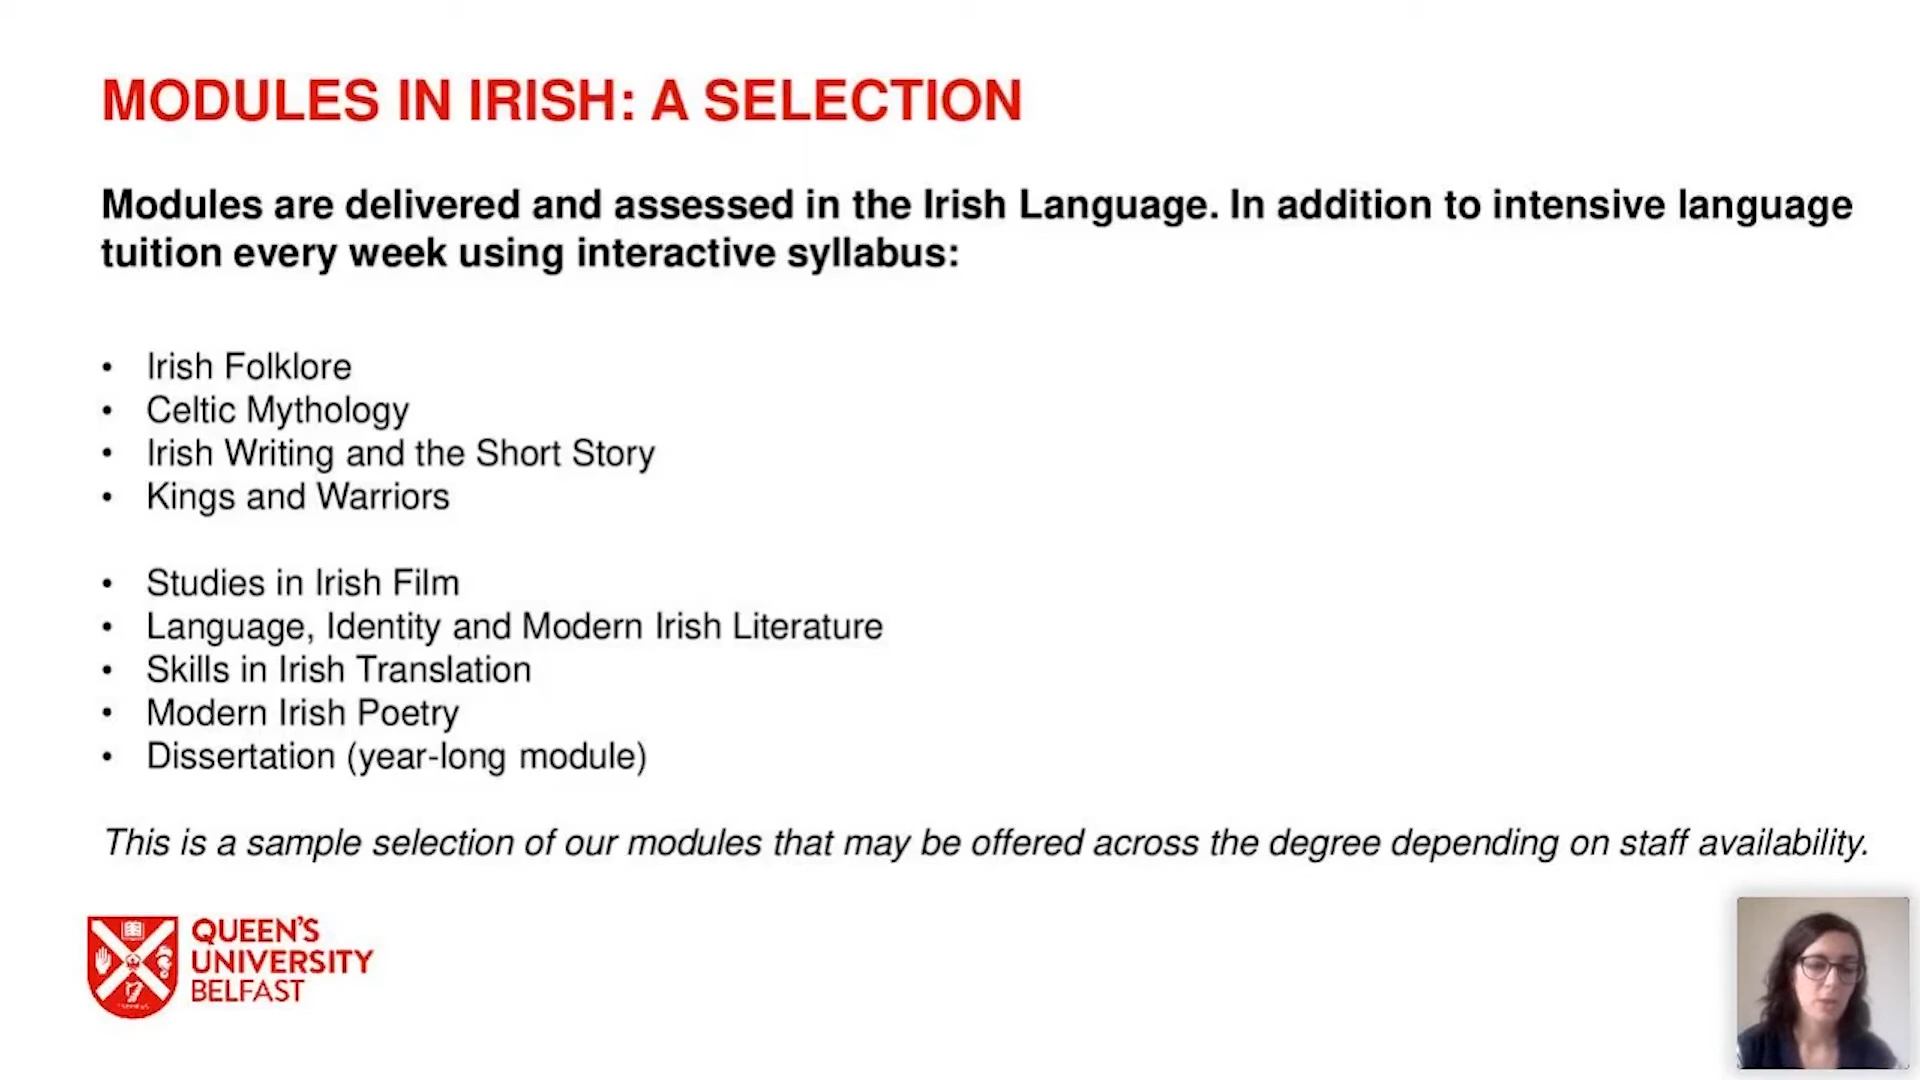 MODULES IN IRISH: A SELECTION
Modules are delivered and assessed in the Irish Language. In addition to intensive language
tuition every week using interactive syllabus:
• Irish Folklore
• Celtic Mythology
• Irish Writing and the Short Story
• Kings and Warriors
• Studies in Irish Film
• Language, Identity and Modern Irish Literature
• Skills in Irish Translation
• Modern Irish Poetry
• Dissertation (year-long module)
This is a sample selection of our modules that may be offered across the degree depending on staff availability.
QUEEN'S
UNIVERSITY
BELFAST